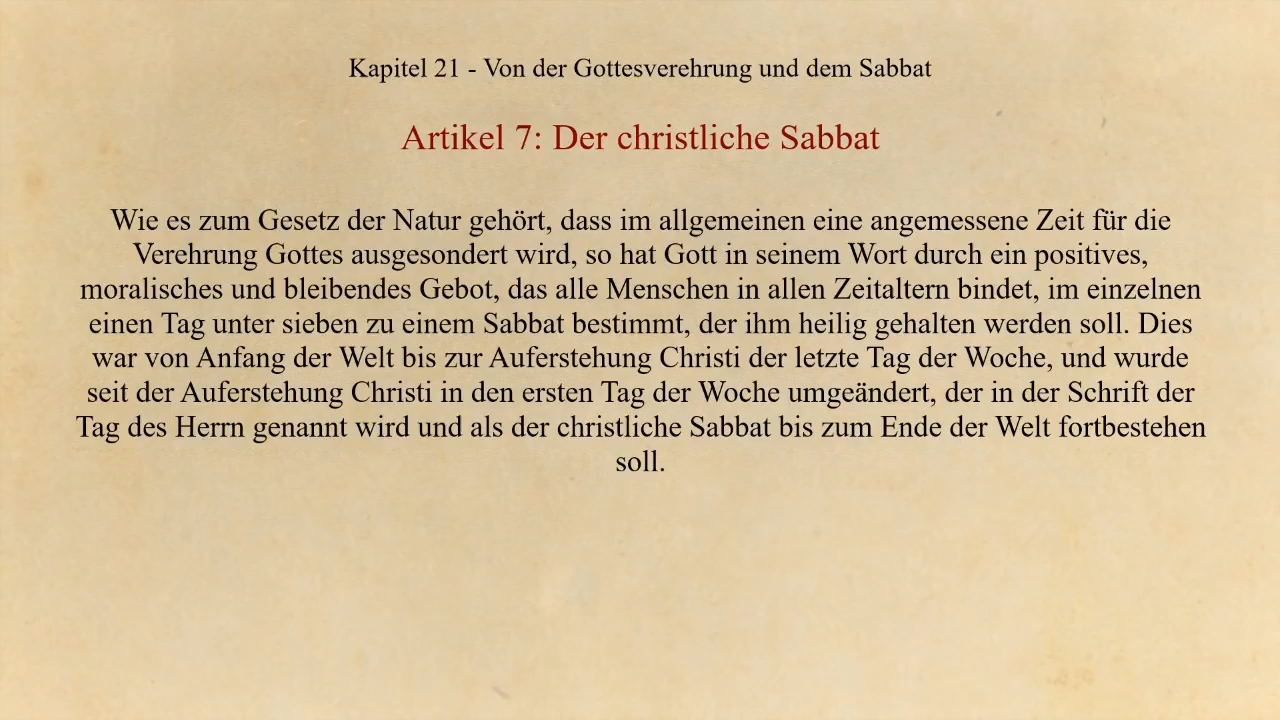 Kapitel 21 - Von der Gottesverehrung und dem Sabbat
Artikel 7: Der christliche Sabbat
Wie es zum Gesetz der Natur gehört, dass im allgemeinen eine angemessene Zeit für die
Verehrung Gottes ausgesondert wird, so hat Gott in seinem Wort durch ein positives,
moralisches und bleibendes Gebot, das alle Menschen in allen Zeitaltern bindet, im einzelnen
einen Tag unter sieben zu einem Sabbat bestimmt, der ihm heilig gehalten werden soll. Dies
war von Anfang der Welt bis zur Auferstehung Christi der letzte Tag der Woche, und wurde
seit der Auferstehung Christi in den ersten Tag der Woche umgeändert, der in der Schrift der
Tag des Herrn genannt wird und als der christliche Sabbat bis zum Ende der Welt fortbestehen
soll.